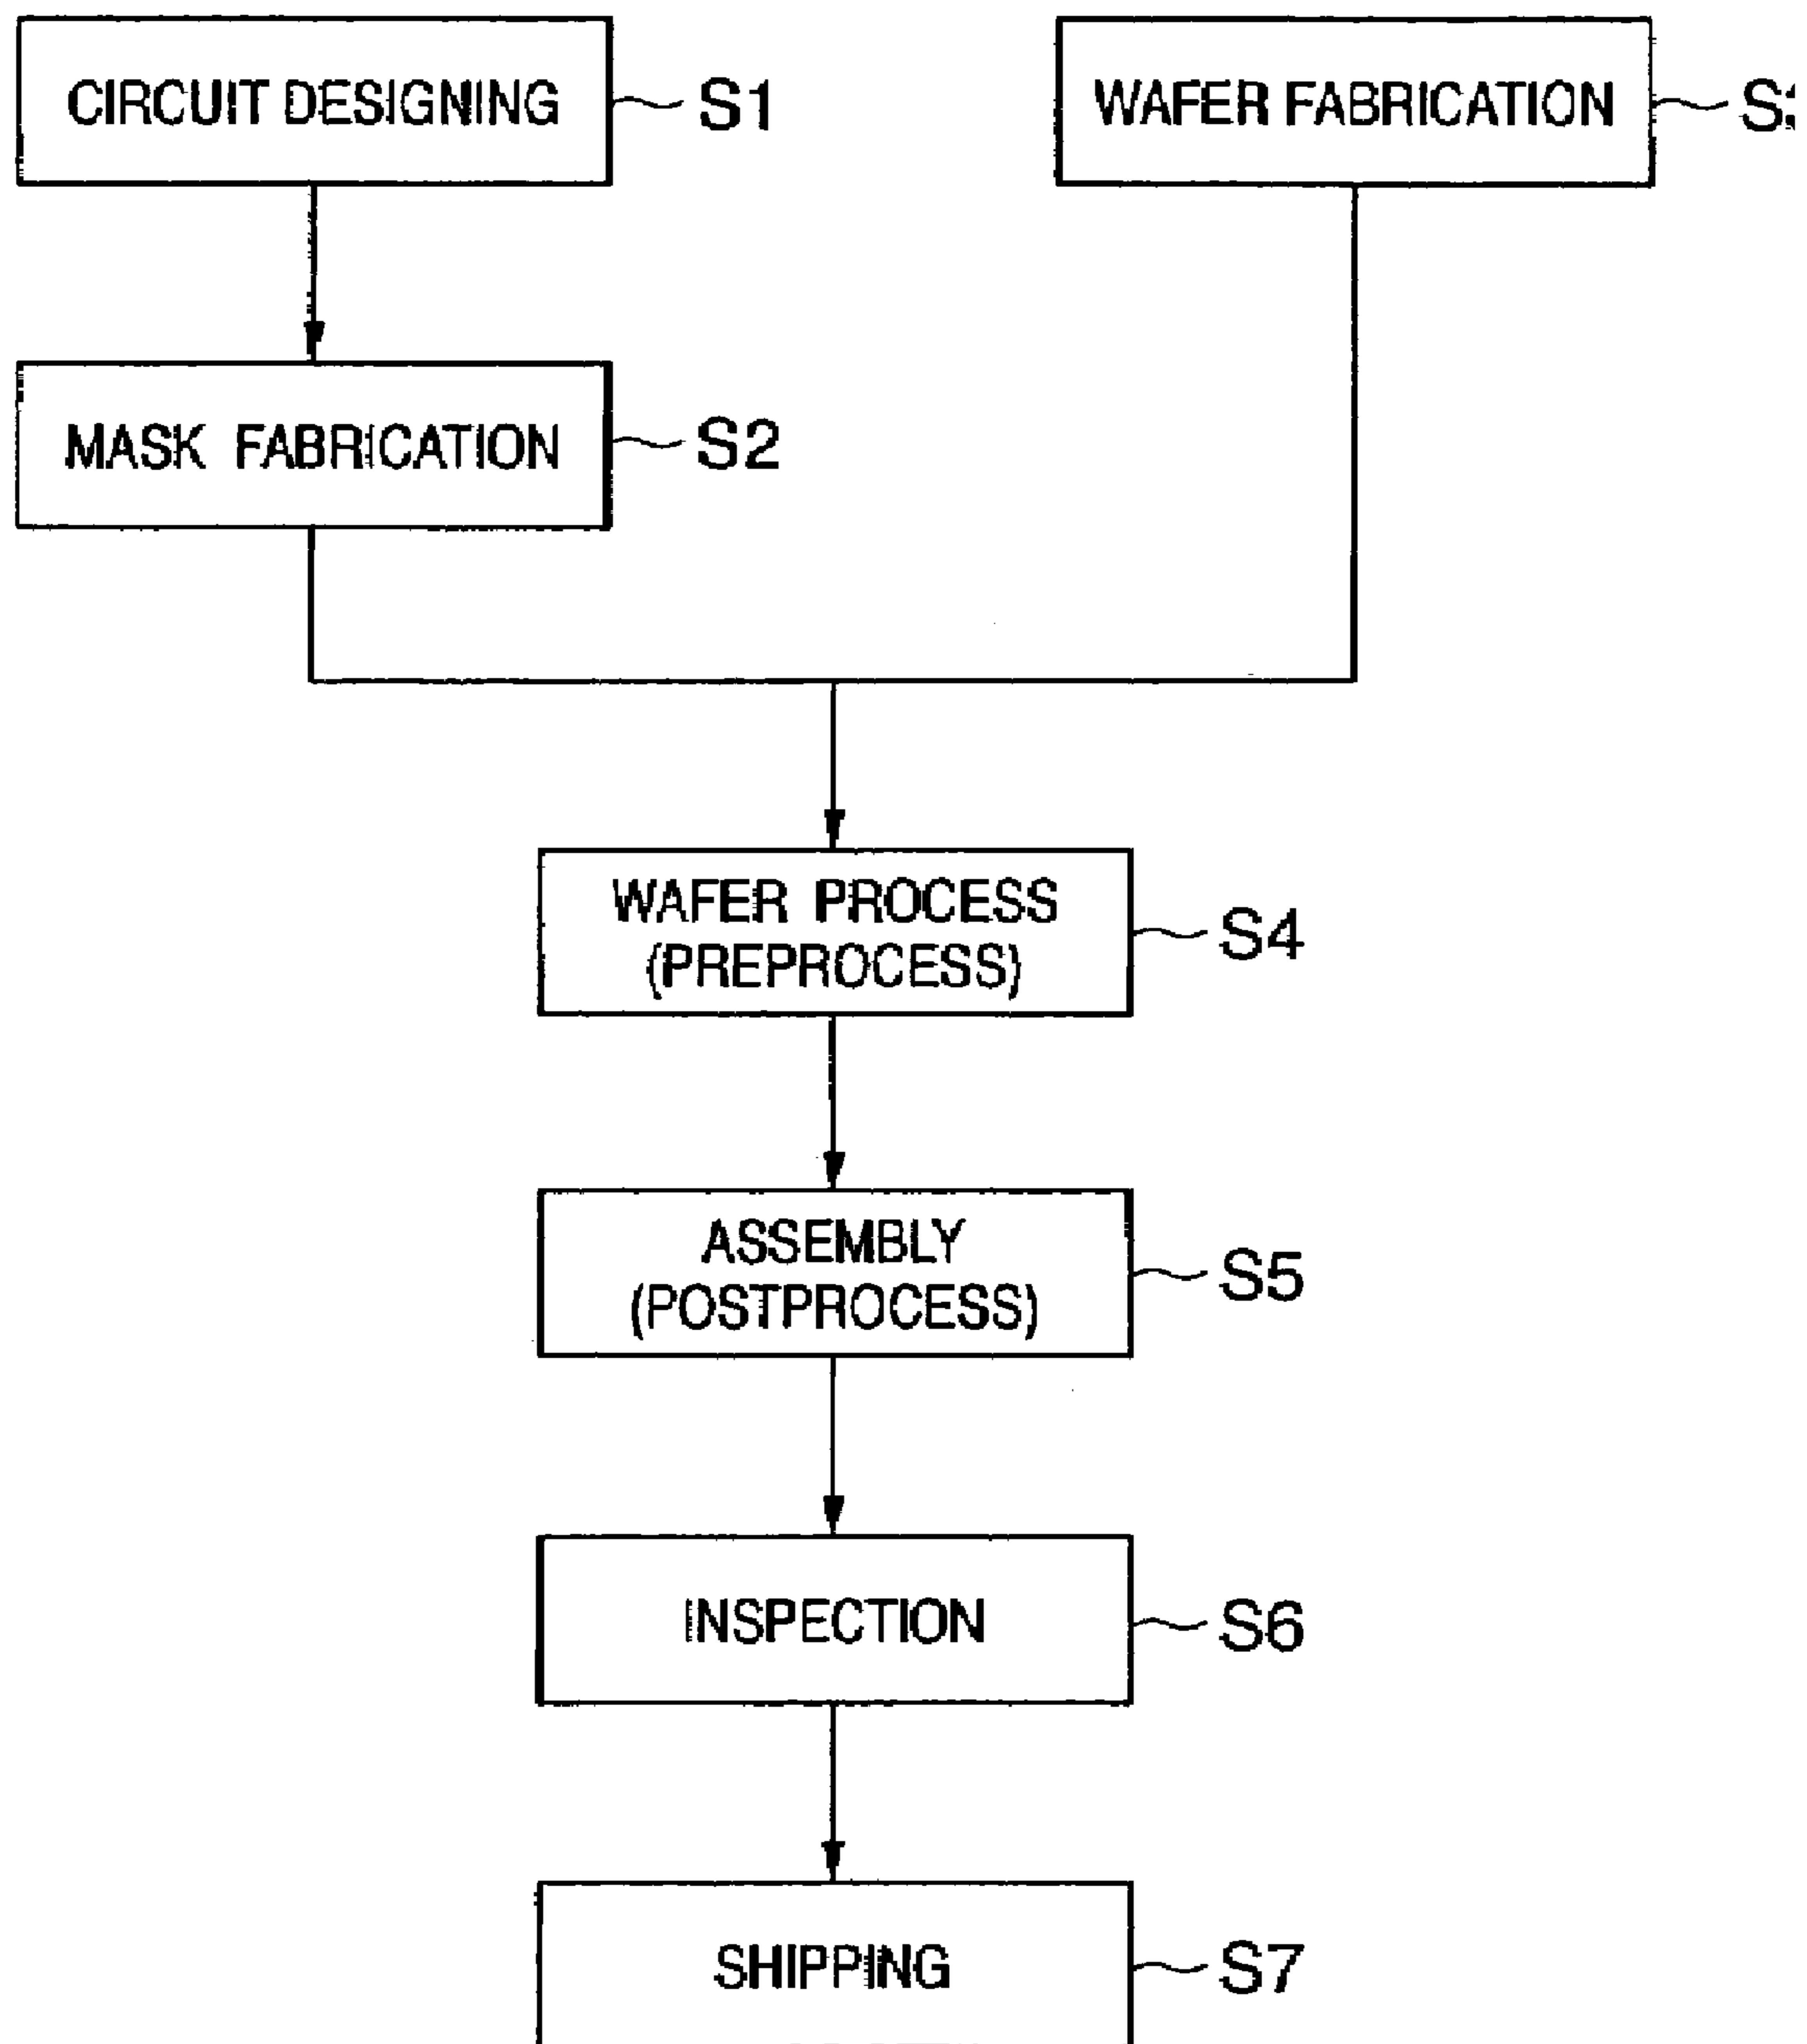 CIRCUIT DESIGNING
S1
WAFER FABRICATION
MASK FABRICATION
S2
WAFER PROCESS
(PREPROCESS)
S4
ASSEMBLY
(POSTPROCESS)
S5
INSPECTION
S6
SHIPPING
S7